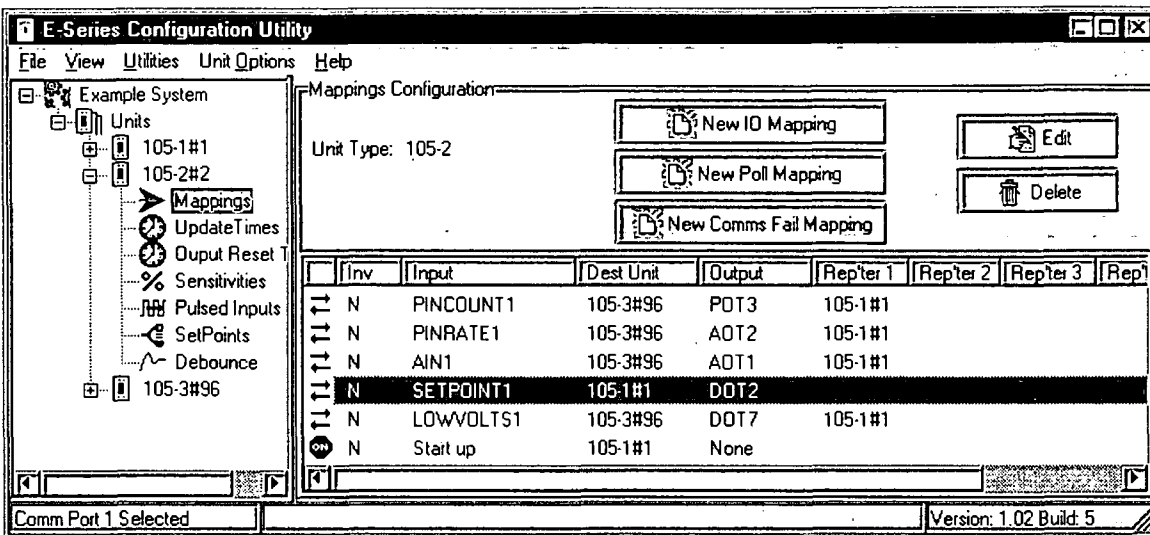 E-Series Configuration Utility
File View Utilities Unit Options Help
Example System
Units
105-1#1
105-2#2
Mappings
UpdateTimes
Ouput Reset T
Sensitivities
Pulsed Inputs
SetPoints
Debounce
105-3#96
Mappings Configuration
Unit Type: 105-2
New IO Mapping
New Poll Mapping
New Comms Fail Mapping
Edit
Delete
Inv Input Dest Unit Output Rep'ter 1 Rep'ter 2 Rep'ter 3 Rep't
N PINCOUNT1 105-3#96 POT3 105-1#1
N PINRATE1 105-3#96 AOT2 105-1#1
N AIN1 105-3#96 AOT1 105-1#1
N SETPOINT1 105-1#1 DOT2
N LOWVOLTS1 105-3#96 DOT7 105-1#1
ON Start up 105-1#1 None
Comm Port 1 Selected
Version: 1.02 Build: 5